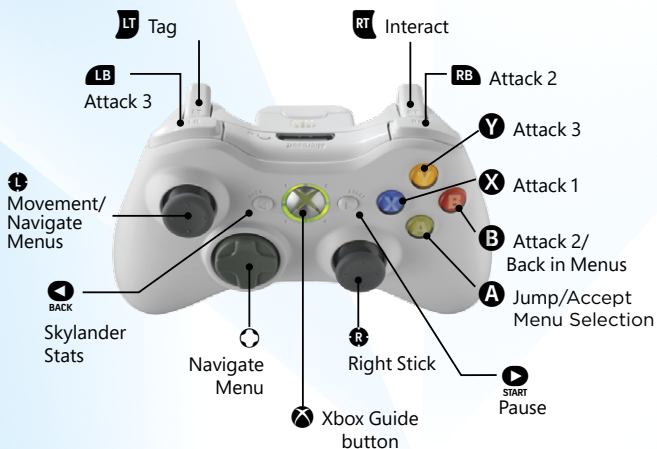 LT Tag
RT Interact
LB
Attack 3
RB Attack 2
Y Attack 3
X Attack 1
L
Movement/
Navigate
Menus
B Attack 2/
Back in Menus
A Jump/Accept
Menu Selection
BACK
Skylander
Stats
Navigate
Menu
R
Right Stick
START
Pause
Xbox Guide
button
Y
X
B